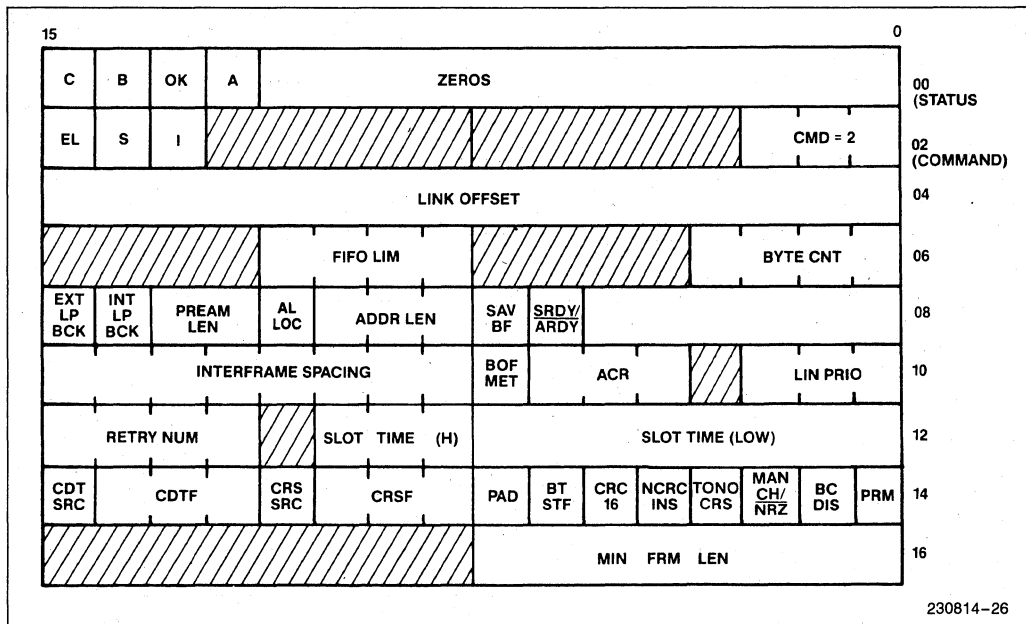 15 0
C B OK A ZEROS 00 (STATUS
EL S I CMD = 2 02 (COMMAND)
LINK OFFSET 04
FIFO LIM BYTE CNT 06
EXT LP BCK INT LP BCK PREAM LEN AL LOC ADDR LEN SAV BF SRDY/ ARDY 08
INTERFRAME SPACING BOF MET ACR LIN PRIO 10
RETRY NUM SLOT TIME (H) SLOT TIME (LOW) 12
CDT SRC CDTF CRS SRC CRSF PAD BT STF CRC 16 NCRC INS TONO CRS MAN CH/ NRZ BC DIS PRM 14
MIN FRM LEN 16
230814-26